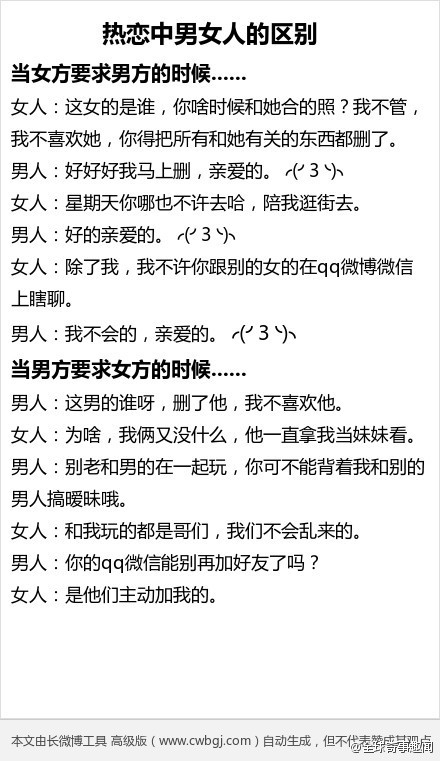 热恋中男女人的区别
当女方要求男方的时候......
女人：这女的是谁，你啥时候和她合的照？我不管，
我不喜欢她，你得把所有和她有关的东西都删了。
男人：好好好我马上删，亲爱的。╭(╯3╰)╮
女人：星期天你哪也不许去哈，陪我逛街去。
男人：好的亲爱的。╭(╯3╰)╮
女人：除了我，我不许你跟别的女的在qq微博微信
上瞎聊。
男人：我不会的，亲爱的。╭(╯3╰)╮
当男方要求女方的时候......
男人：这男的谁呀，删了他，我不喜欢他。
女人：为啥，我俩又没什么，他一直拿我当妹妹看。
男人：别老和男的在一起玩，你可不能背着我和别的
男人搞暧昧哦。
女人：和我玩的都是哥们，我们不会乱来的。
男人：你的qq微信能别再加好友了吗？
女人：是他们主动加我的。
本文由长微博工具 高级版（www.cwbgj.com）自动生成，但不代表赞成其观点
@全球奇事趣闻